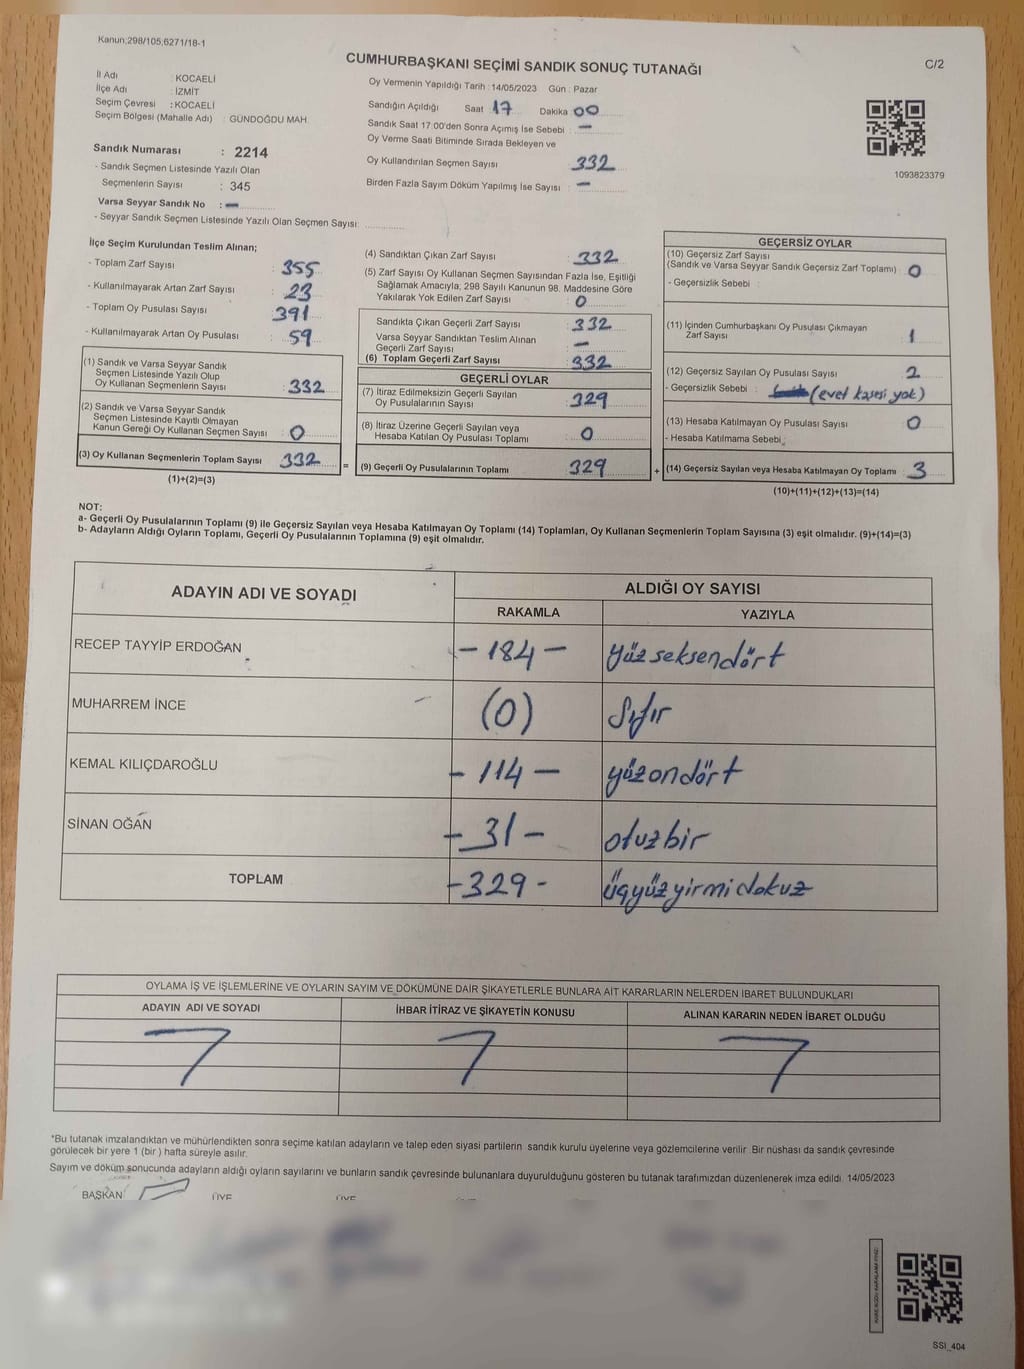 Kanun;298/105;6271/18-1
C/2
CUMHURBAŞKANI SEÇİMİ SANDIK SONUÇ TUTANAĞI
İl Adı : KOCAELİ
İlçe Adı : İZMİT
Seçim Çevresi : KOCAELİ
Seçim Bölgesi (Mahalle Adı) : GÜNDOĞDU MAH.
Sandık Numarası : 2214
- Sandık Seçmen Listesinde Yazılı Olan
Seçmenlerin Sayısı : 345
Varsa Seyyar Sandık No : -
- Seyyar Sandık Seçmen Listesinde Yazılı Olan Seçmen Sayısı:
Oy Vermenin Yapıldığı Tarih : 14/05/2023 Gün : Pazar
Sandığın Açıldığı Saat 17 Dakika 00
Sandık Saat 17:00'den Sonra Açımış İse Sebebi : -
Oy Verme Saati Bitiminde Sırada Bekleyen ve
Oy Kullandırılan Seçmen Sayısı 332
Birden Fazla Sayım Döküm Yapılmış İse Sayısı : -
1093823379
İlçe Seçim Kurulundan Teslim Alınan;
- Toplam Zarf Sayısı : 355
- Kullanılmayarak Artan Zarf Sayısı : 23
- Toplam Oy Pusulası Sayısı : 391
- Kullanılmayarak Artan Oy Pusulası : 59
(1) Sandık ve Varsa Seyyar Sandık
Seçmen Listesinde Yazılı Olup
Oy Kullanan Seçmenlerin Sayısı : 332
(2) Sandık ve Varsa Seyyar Sandık
Seçmen Listesinde Kayıtlı Olmayan
Kanun Gereği Oy Kullanan Seçmen Sayısı : 0
(3) Oy Kullanan Seçmenlerin Toplam Sayısı : 332
(1)+(2)=(3)
=
(4) Sandıktan Çıkan Zarf Sayısı : 332
(5) Zarf Sayısı Oy Kullanan Seçmen Sayısından Fazla İse, Eşitliği
Sağlamak Amacıyla, 298 Sayılı Kanunun 98. Maddesine Göre
Yakılarak Yok Edilen Zarf Sayısı : 0
Sandıkta Çıkan Geçerli Zarf Sayısı : 332
Varsa Seyyar Sandıktan Teslim Alınan
Geçerli Zarf Sayısı : -
(6) Toplam Geçerli Zarf Sayısı : 332
GEÇERLİ OYLAR
(7) İtiraz Edilmeksizin Geçerli Sayılan
Oy Pusulalarının Sayısı : 329
(8) İtiraz Üzerine Geçerli Sayılan veya
Hesaba Katılan Oy Pusulası Toplamı : 0
(9) Geçerli Oy Pusulalarının Toplamı : 329
+
GEÇERSİZ OYLAR
(10) Geçersiz Zarf Sayısı
(Sandık ve Varsa Seyyar Sandık Geçersiz Zarf Toplamı) : 0
- Geçersizlik Sebebi :
(11) İçinden Cumhurbaşkanı Oy Pusulası Çıkmayan
Zarf Sayısı : 1
(12) Geçersiz Sayılan Oy Pusulası Sayısı : 2
- Geçersizlik Sebebi : (evet kaşesi yok)
(13) Hesaba Katılmayan Oy Pusulası Sayısı : 0
- Hesaba Katılmama Sebebi :
(14) Geçersiz Sayılan veya Hesaba Katılmayan Oy Toplamı : 3
(10)+(11)+(12)+(13)=(14)
NOT:
a- Geçerli Oy Pusulalarının Toplamı (9) ile Geçersiz Sayılan veya Hesaba Katılmayan Oy Toplamı (14) Toplamları, Oy Kullanan Seçmenlerin Toplam Sayısına (3) eşit olmalıdır. (9)+(14)=(3)
b- Adayların Aldığı Oyların Toplamı, Geçerli Oy Pusulalarının Toplamına (9) eşit olmalıdır.
ADAYIN ADI VE SOYADI ALDIĞI OY SAYISI
RAKAMLA YAZIYLA
RECEP TAYYİP ERDOĞAN - 184 - yüz seksendört
MUHARREM İNCE (0) Sıfır
KEMAL KILIÇDAROĞLU - 114 - yüzondört
SİNAN OĞAN - 31 - otuzbir
TOPLAM - 329 - üçyüzyirmidokuz
OYLAMA İŞ VE İŞLEMLERİNE VE OYLARIN SAYIM VE DÖKÜMÜNE DAİR ŞİKAYETLERLE BUNLARA AİT KARARLARIN NELERDEN İBARET BULUNDUKLARI
ADAYIN ADI VE SOYADI İHBAR İTİRAZ VE ŞİKAYETİN KONUSU ALINAN KARARIN NEDEN İBARET OLDUĞU
*Bu tutanak imzalandıktan ve mühürlendikten sonra seçime katılan adayların ve talep eden siyasi partilerin sandık kurulu üyelerine veya gözlemcilerine verilir. Bir nüshası da sandık çevresinde
görülecek bir yere 1 (bir) hafta süreyle asılır.
Sayım ve döküm sonucunda adayların aldığı oyların sayılarını ve bunların sandık çevresinde bulunanlara duyurulduğunu gösteren bu tutanak tarafımızdan düzenlenerek imza edildi. 14/05/2023
BAŞKAN ÜYE ÜYE
SSI_404